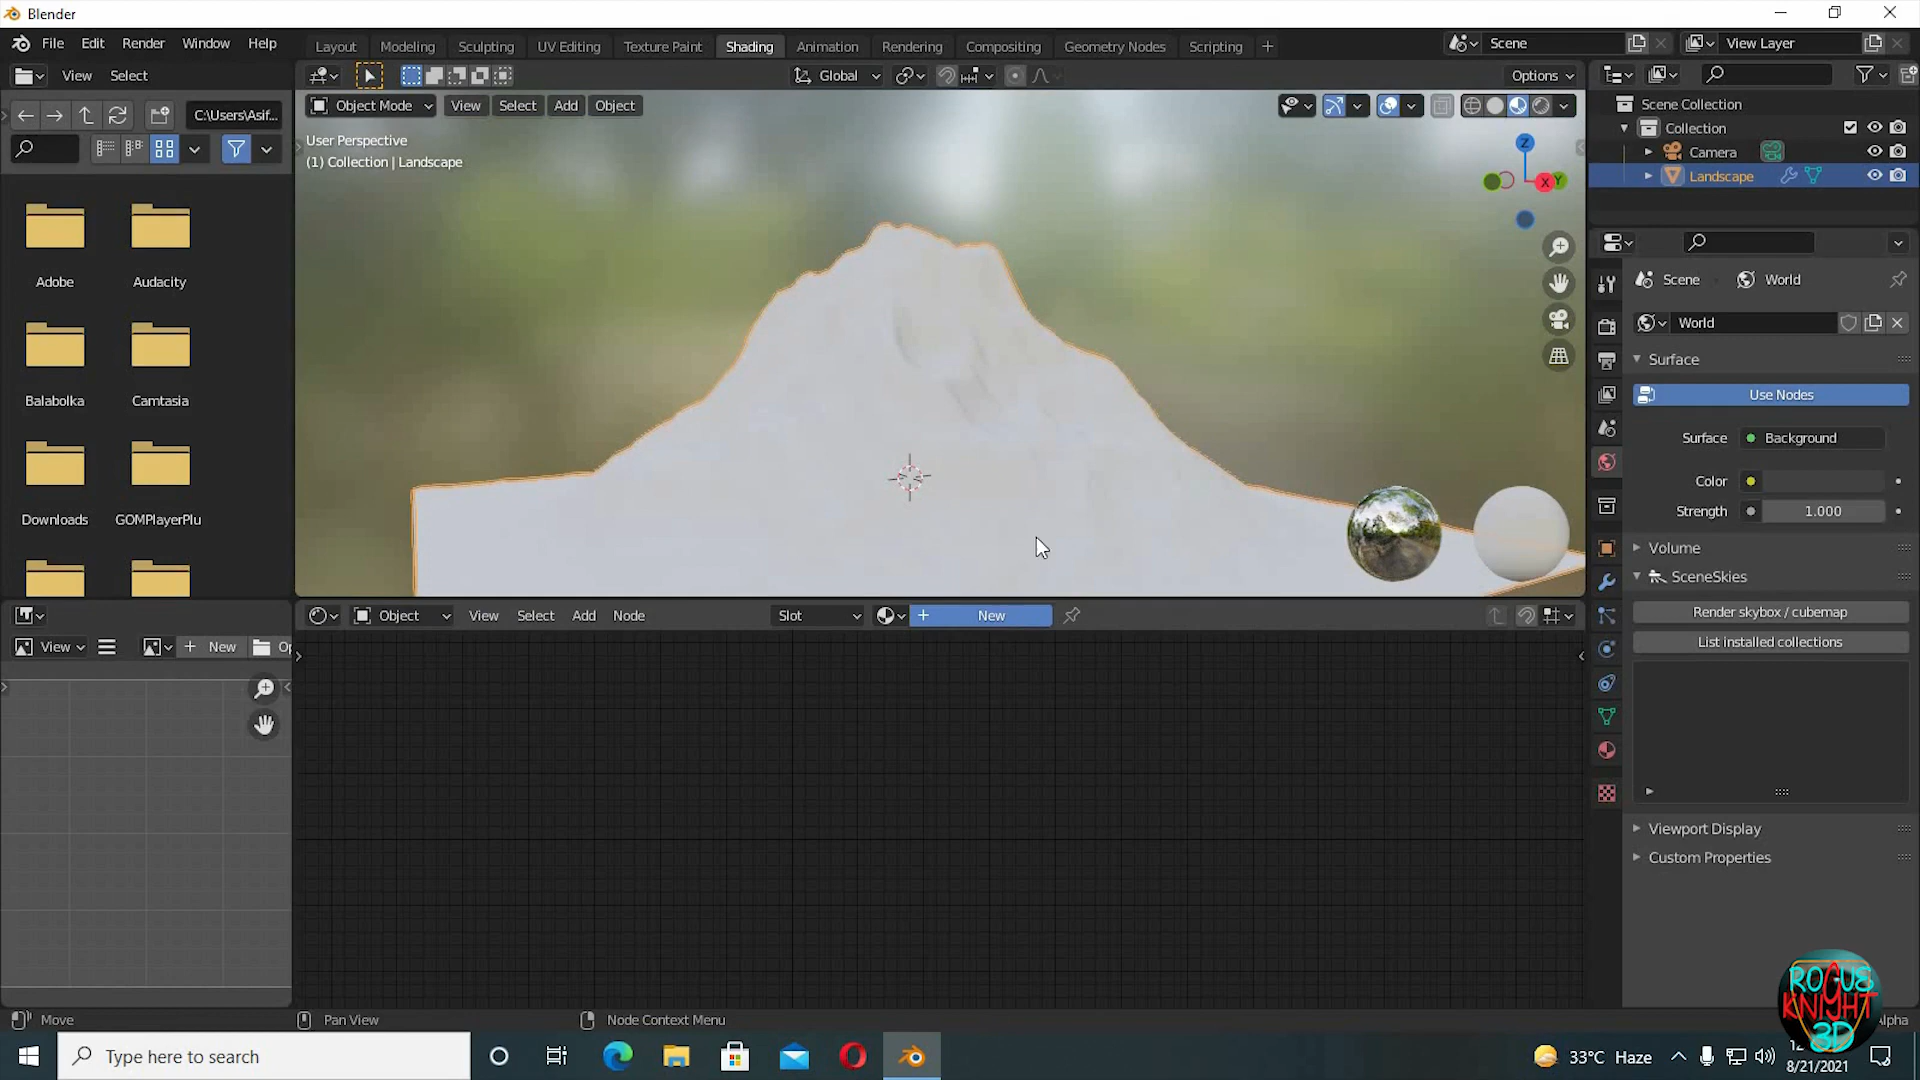 Blender
File Edit Render Window Help
Layout Modeling Sculpting UV Editing Texture Paint Shading Animation Rendering Compositing Geometry Nodes Scripting
Scene
View Layer
View Select
Global
Options
C:\Users\Asif...
Object Mode View Select Add Object
User Perspective
(1) Collection | Landscape
Z
X
Y
Scene Collection
Collection
Camera
Landscape
Adobe Audacity
Balabolka Camtasia
Downloads GOMPlayerPlu
Scene World
World
Surface
Use Nodes
Surface Background
Color
Strength 1.000
Volume
SceneSkies
Render skybox / cubemap
List installed collections
Viewport Display
Custom Properties
Object View Select Add Node Slot New
View New Op
Move Pan View Node Context Menu
ROGUE
KNIGHT
3D
Alpha
Type here to search
33°C Haze
8/21/2021